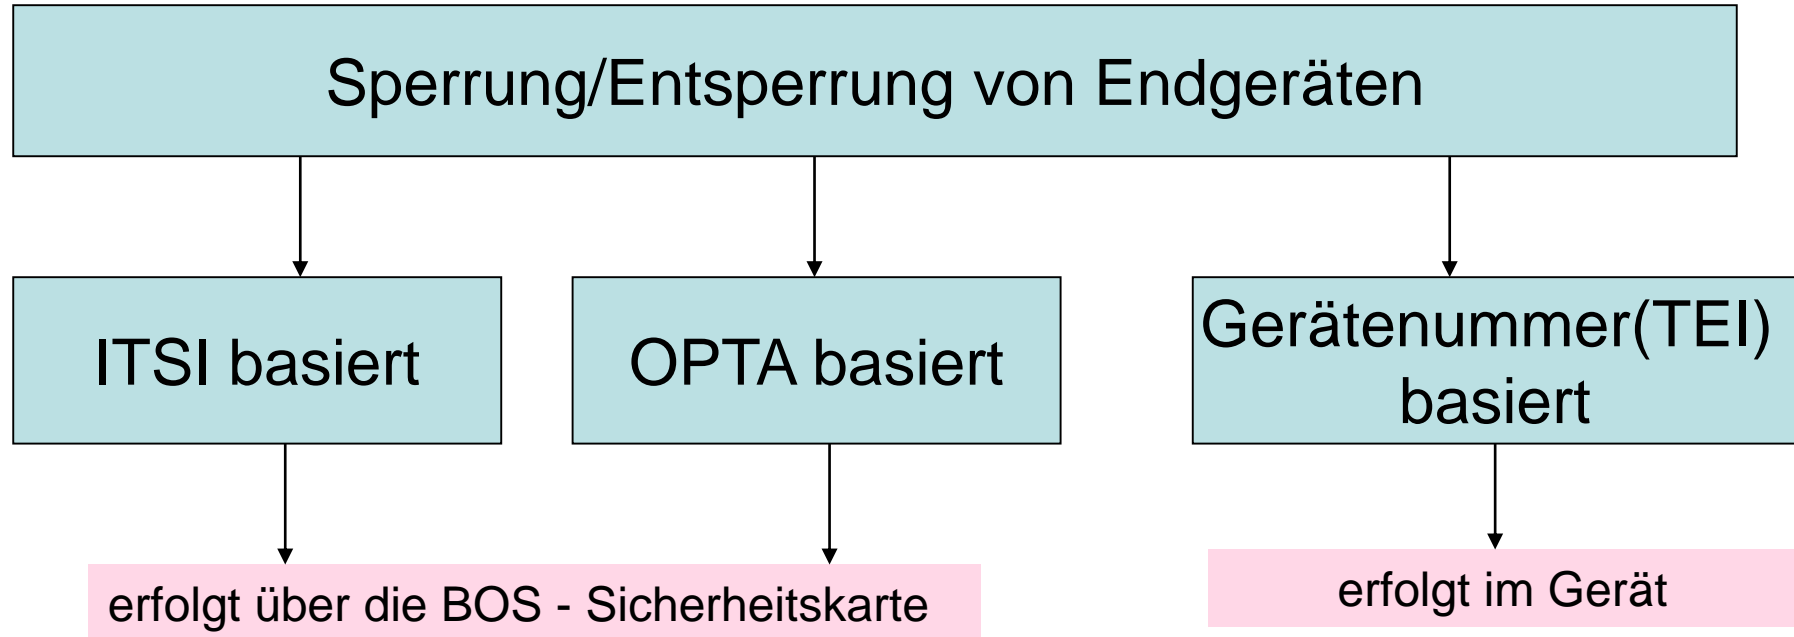 Sperrung/Entsperrung von Endgeräten
ITSI basiert
OPTA basiert
Gerätenummer(TEI)
basiert
erfolgt über die BOS - Sicherheitskarte
erfolgt im Gerät